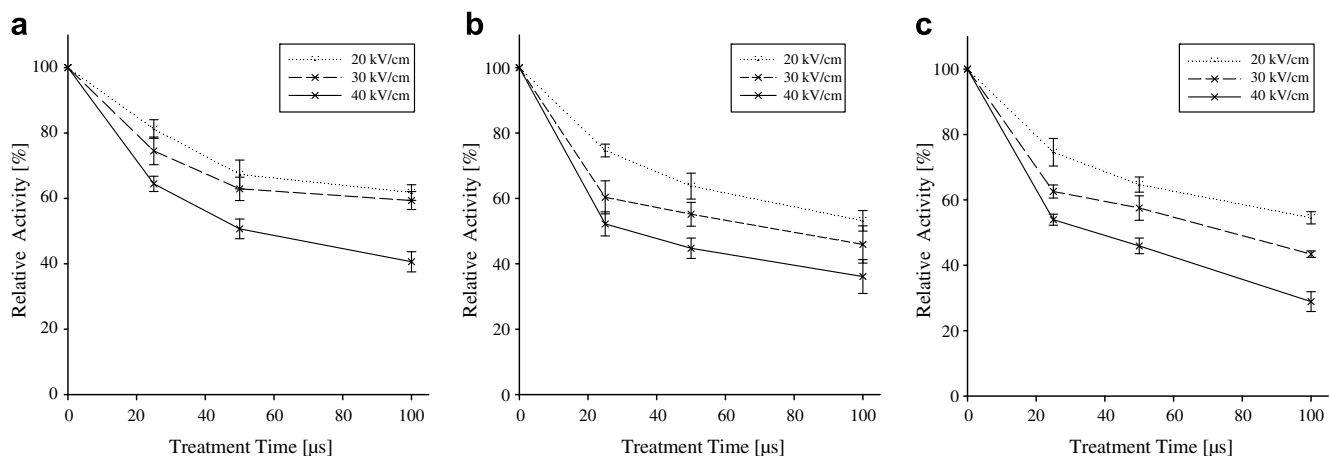 a
20 kV/cm
30 kV/cm
40 kV/cm
100
80
60
40
20
0
Relative Activity [%]
0 20 40 60 80 100
Treatment Time [µs]
b
20 kV/cm
30 kV/cm
40 kV/cm
100
80
60
40
20
0
Relative Activity [%]
0 20 40 60 80 100
Treatment Time [µs]
c
20 kV/cm
30 kV/cm
40 kV/cm
100
80
60
40
20
0
Relative Activity [%]
0 20 40 60 80 100
Treatment Time [µs]